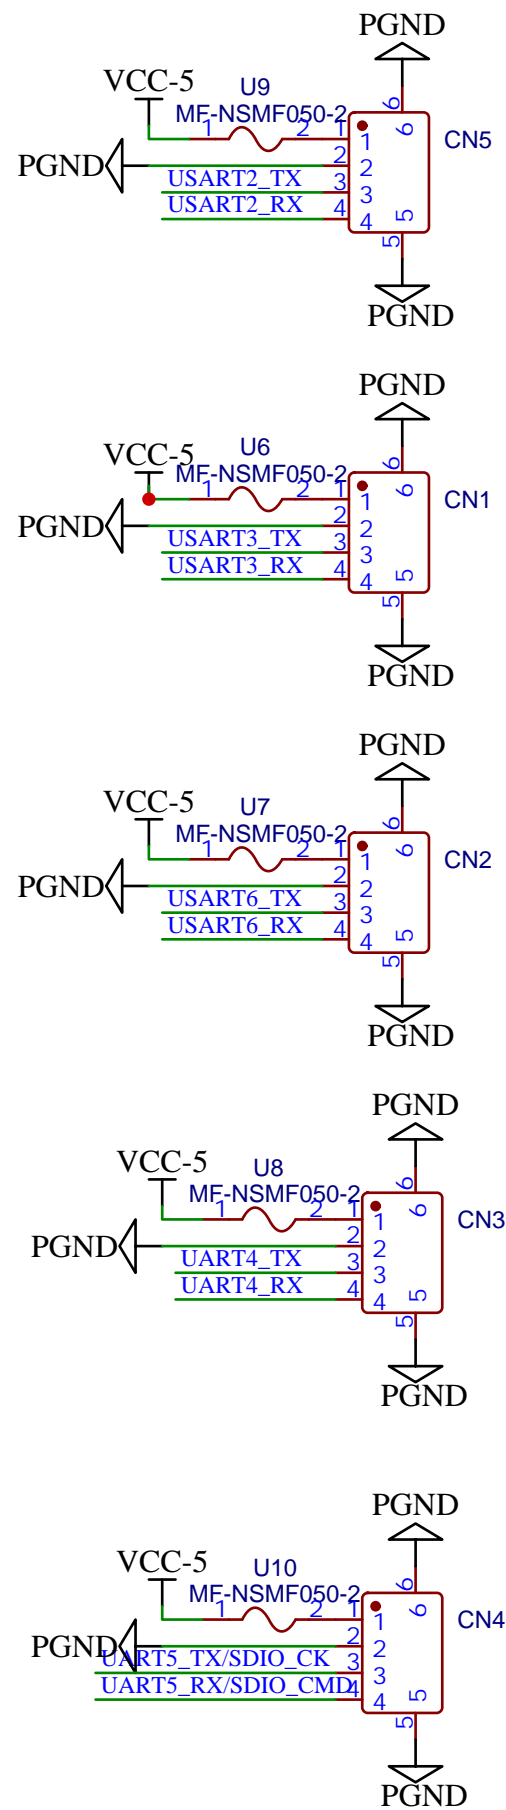 PGND
VCC-5
U9
MF-NSMF050-2
1 2 1 1 6 6
CN5
PGND 2 2
USART2_TX 3 3
USART2_RX 4 4
5 5
PGND
PGND
VCC-5
U6
MF-NSMF050-2
1 2 1 1 6 6
CN1
PGND 2 2
USART3_TX 3 3
USART3_RX 4 4
5 5
PGND
PGND
VCC-5
U7
MF-NSMF050-2
1 2 1 1 6 6
CN2
PGND 2 2
USART6_TX 3 3
USART6_RX 4 4
5 5
PGND
PGND
VCC-5
U8
MF-NSMF050-2
1 2 1 1 6 6
CN3
PGND 2 2
UART4_TX 3 3
UART4_RX 4 4
5 5
PGND
PGND
VCC-5
U10
MF-NSMF050-2
1 2 1 1 6 6
CN4
PGND 2 2
UART5_TX/SDIO_CK 3 3
UART5_RX/SDIO_CMD 4 4
5 5
PGND